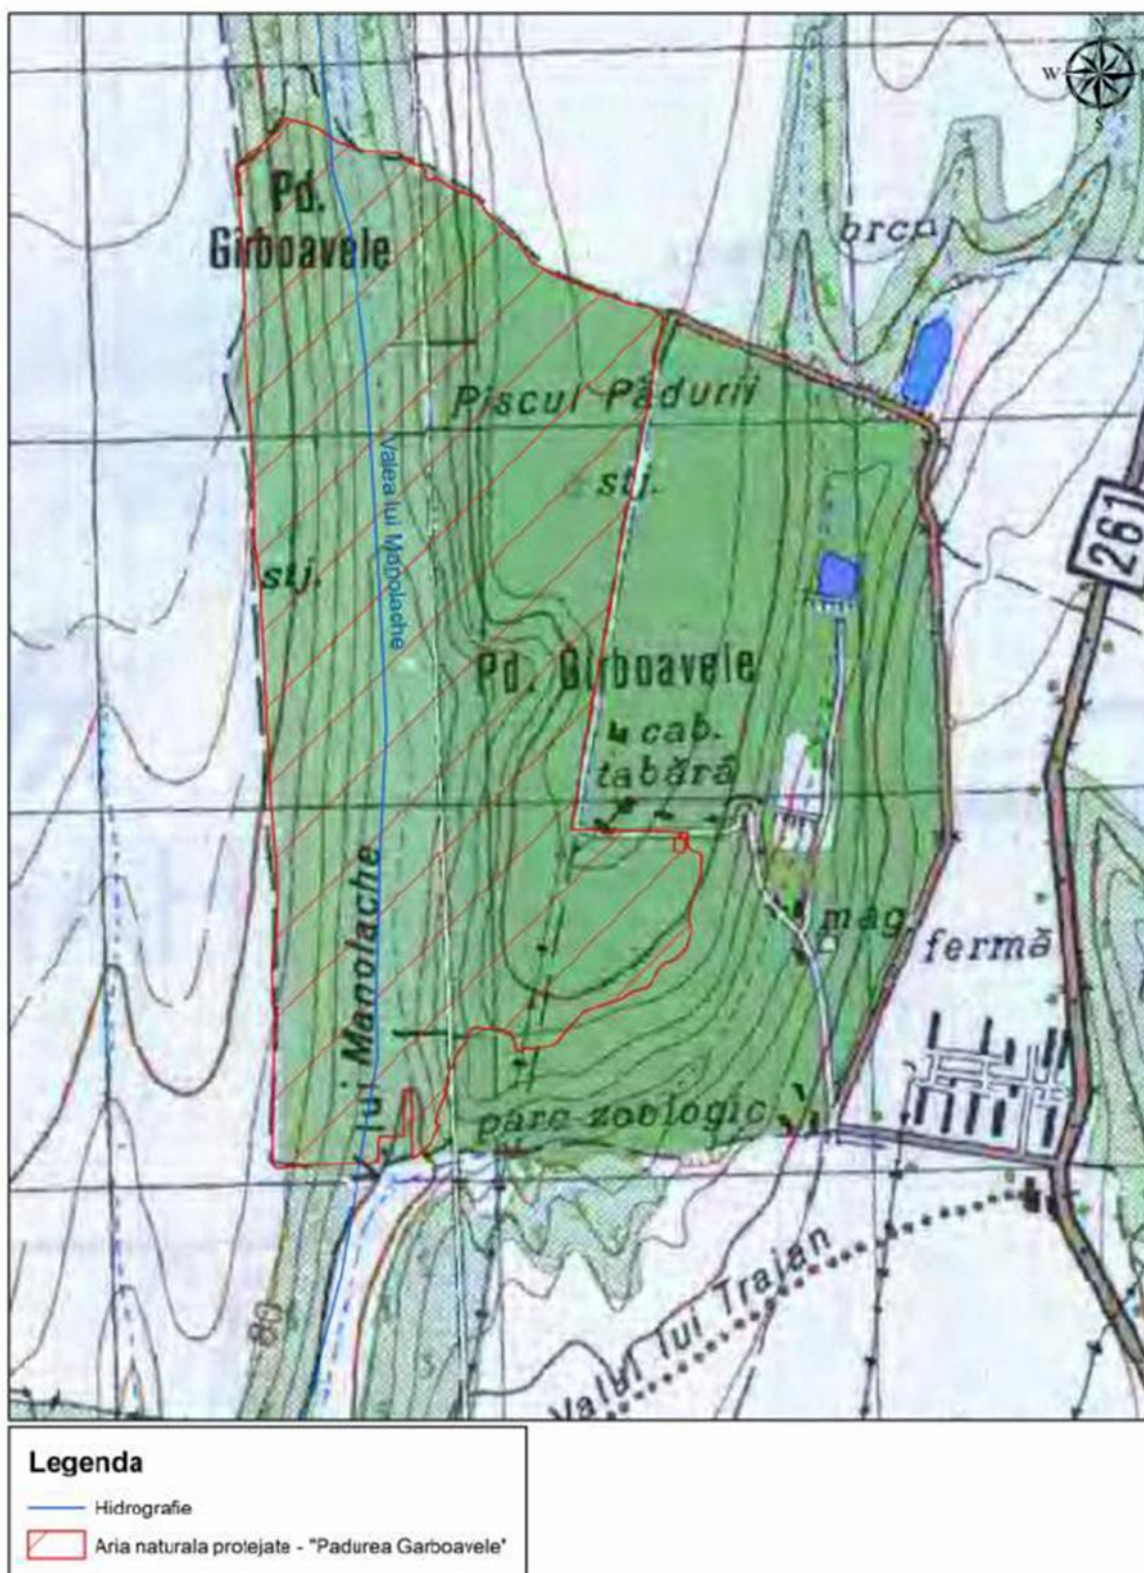 N
W
S
Pd.
Girboavele
brcn
Piscul Pădurii
stj.
261
Valea lui Manolache
stj.
Pd. Girboavele
4 cab.
tabără
lui Manolache
mag.
fermă
parc zoologic
80
Valul lui Traian
Legenda
Hidrografie
Aria naturala protejate - "Padurea Garboavele"